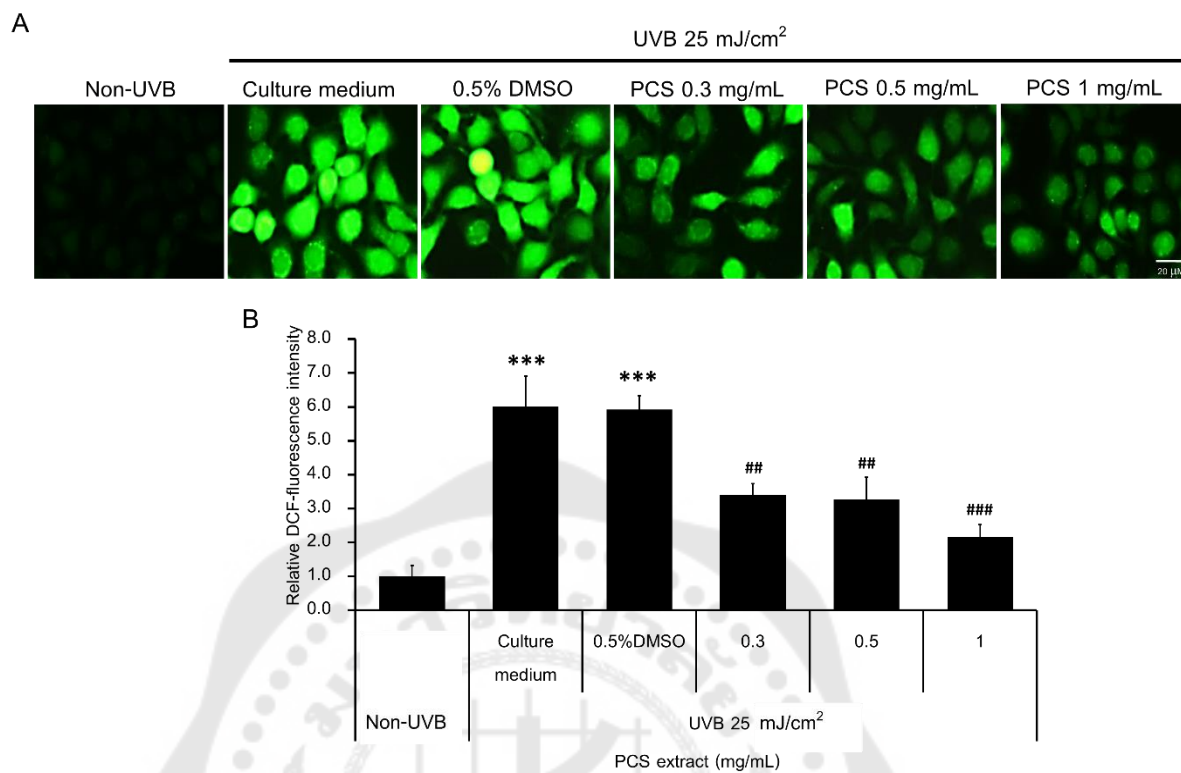 A
UVB 25 mJ/cm²
Non-UVB
Culture medium
0.5% DMSO
PCS 0.3 mg/mL
PCS 0.5 mg/mL
PCS 1 mg/mL
20 µM
B
Relative DCF-fluorescence intensity
8.0
7.0
6.0
5.0
4.0
3.0
2.0
1.0
0.0
***
***
##
##
###
Culture
medium
0.5%DMSO
0.3
0.5
1
Non-UVB
UVB 25 mJ/cm²
PCS extract (mg/mL)